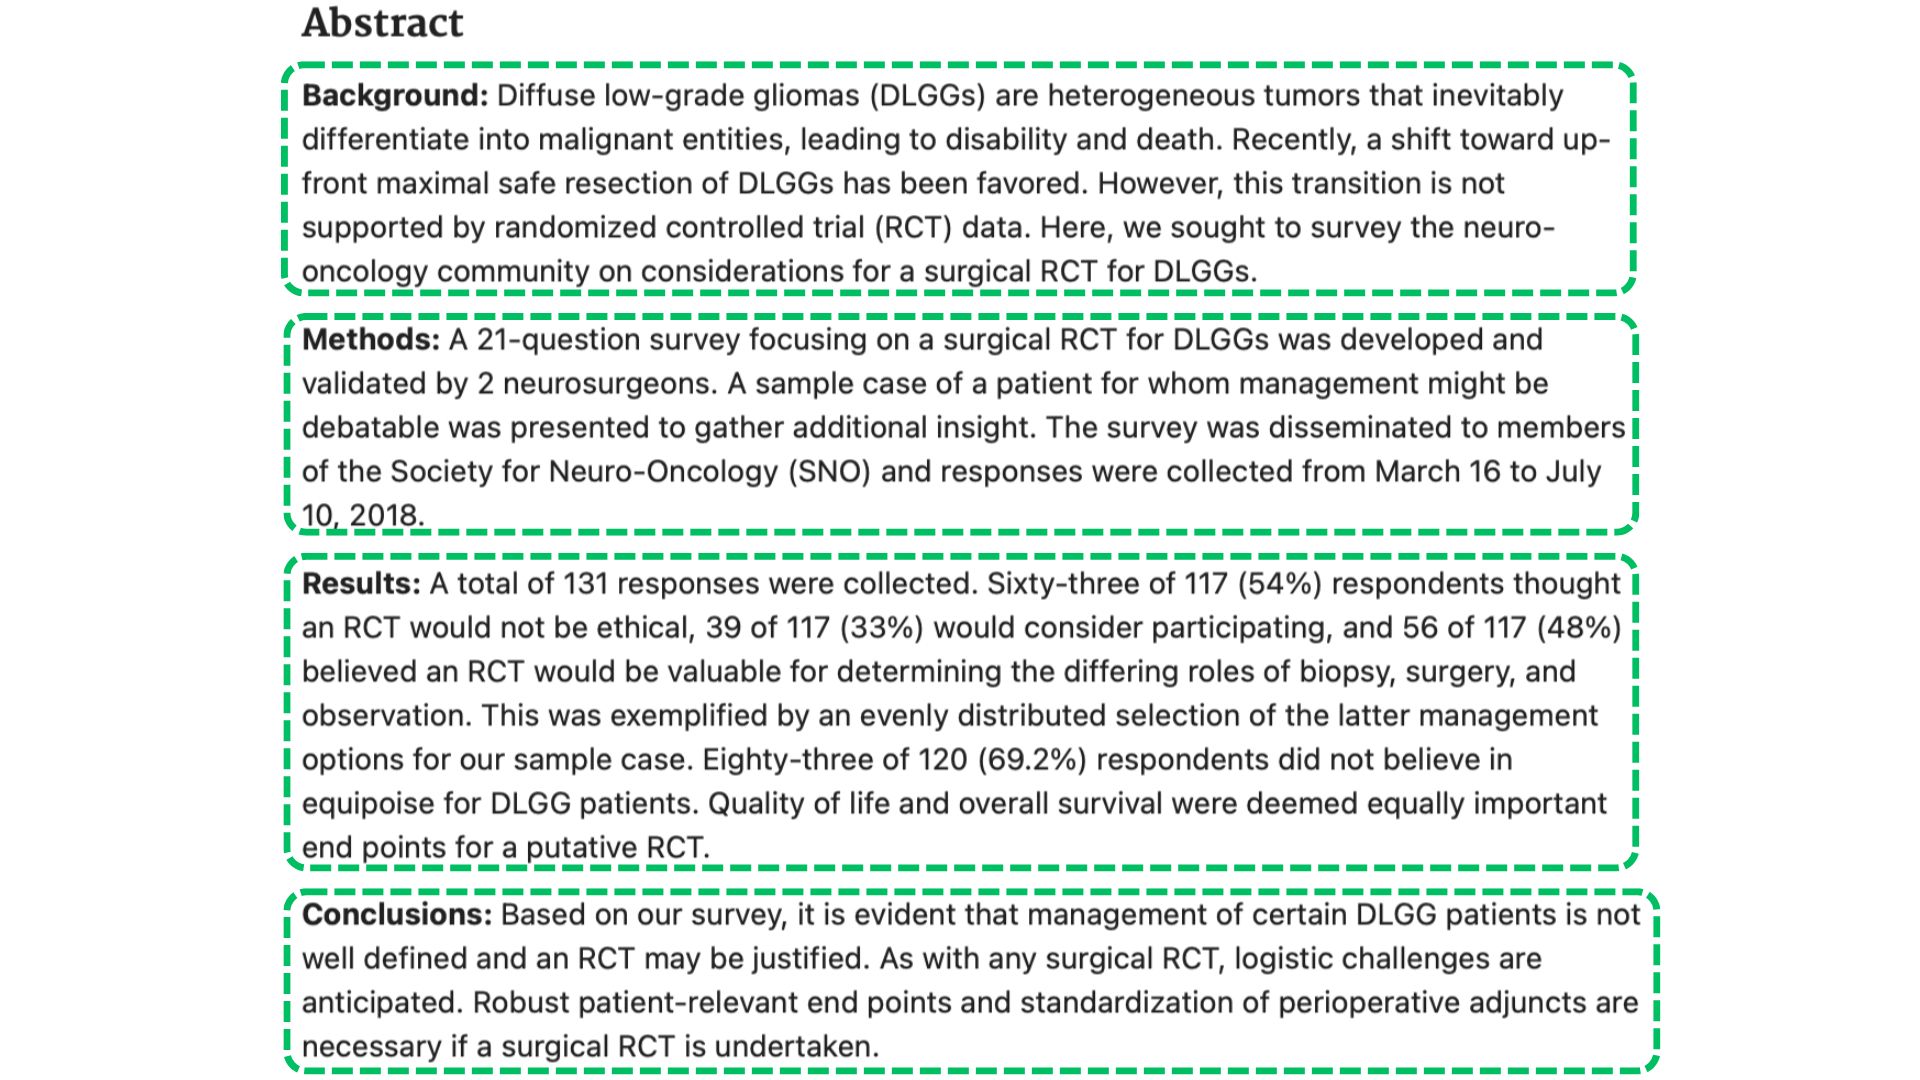 Abstract
Background: Diffuse low-grade gliomas (DLGGs) are heterogeneous tumors that inevitably
differentiate into malignant entities, leading to disability and death. Recently, a shift toward up-
front maximal safe resection of DLGGs has been favored. However, this transition is not
supported by randomized controlled trial (RCT) data. Here, we sought to survey the neuro-
oncology community on considerations for a surgical RCT for DLGGs.
Methods: A 21-question survey focusing on a surgical RCT for DLGGs was developed and
validated by 2 neurosurgeons. A sample case of a patient for whom management might be
debatable was presented to gather additional insight. The survey was disseminated to members
of the Society for Neuro-Oncology (SNO) and responses were collected from March 16 to July
10, 2018.
Results: A total of 131 responses were collected. Sixty-three of 117 (54%) respondents thought
an RCT would not be ethical, 39 of 117 (33%) would consider participating, and 56 of 117 (48%)
believed an RCT would be valuable for determining the differing roles of biopsy, surgery, and
observation. This was exemplified by an evenly distributed selection of the latter management
options for our sample case. Eighty-three of 120 (69.2%) respondents did not believe in
equipoise for DLGG patients. Quality of life and overall survival were deemed equally important
end points for a putative RCT.
Conclusions: Based on our survey, it is evident that management of certain DLGG patients is not
well defined and an RCT may be justified. As with any surgical RCT, logistic challenges are
anticipated. Robust patient-relevant end points and standardization of perioperative adjuncts are
necessary if a surgical RCT is undertaken.